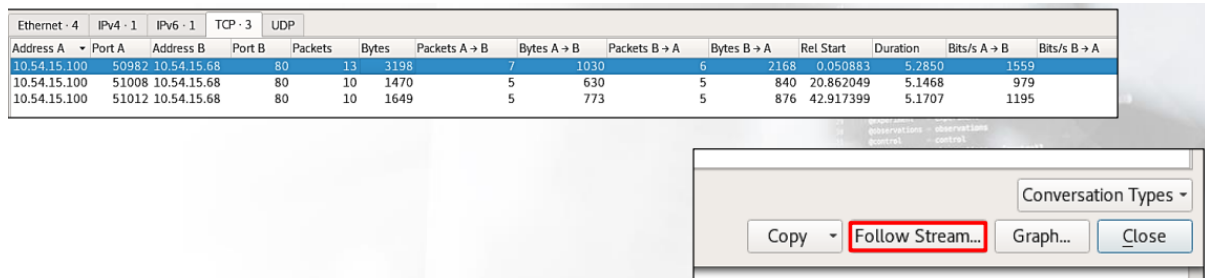 Ethernet · 4 IPv4 · 1 IPv6 · 1 TCP · 3 UDP
Address A Port A Address B Port B Packets Bytes Packets A → B Bytes A → B Packets B → A Bytes B → A Rel Start Duration Bits/s A → B Bits/s B → A
10.54.15.100 50982 10.54.15.68 80 13 3198 7 1030 6 2168 0.050883 5.2850 1559
10.54.15.100 51008 10.54.15.68 80 10 1470 5 630 5 840 20.862049 5.1468 979
10.54.15.100 51012 10.54.15.68 80 10 1649 5 773 5 876 42.917399 5.1707 1195
@observations - observations
@control - control
Conversation Types
Copy Follow Stream... Graph... Close